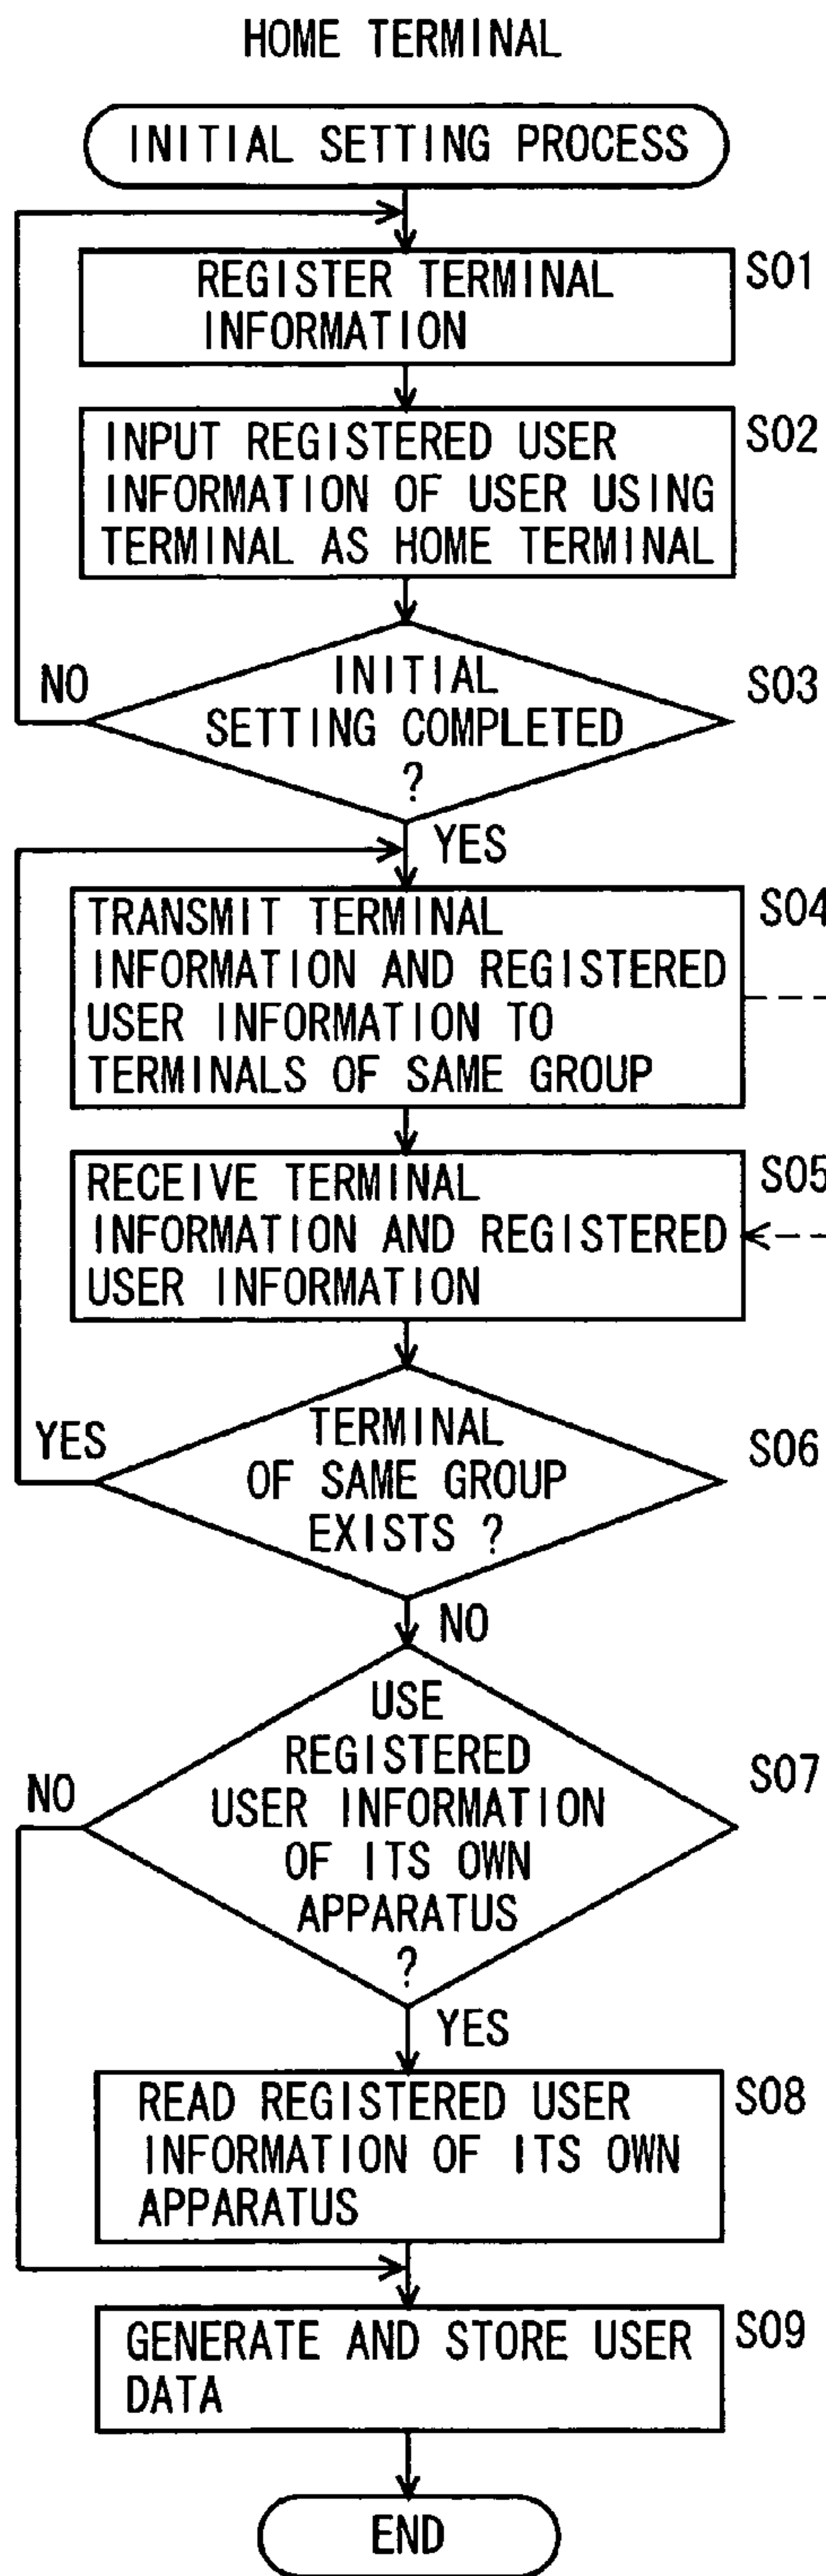 HOME TERMINAL
INITIAL SETTING PROCESS
REGISTER TERMINAL
INFORMATION
S01
INPUT REGISTERED USER
INFORMATION OF USER USING
TERMINAL AS HOME TERMINAL
S02
INITIAL
SETTING COMPLETED
?
S03
NO
YES
TRANSMIT TERMINAL
INFORMATION AND REGISTERED
USER INFORMATION TO
TERMINALS OF SAME GROUP
S04
RECEIVE TERMINAL
INFORMATION AND REGISTERED
USER INFORMATION
S05
TERMINAL
OF SAME GROUP
EXISTS ?
S06
YES
NO
USE
REGISTERED
USER INFORMATION
OF ITS OWN
APPARATUS
?
S07
NO
YES
READ REGISTERED USER
INFORMATION OF ITS OWN
APPARATUS
S08
GENERATE AND STORE USER
DATA
S09
END